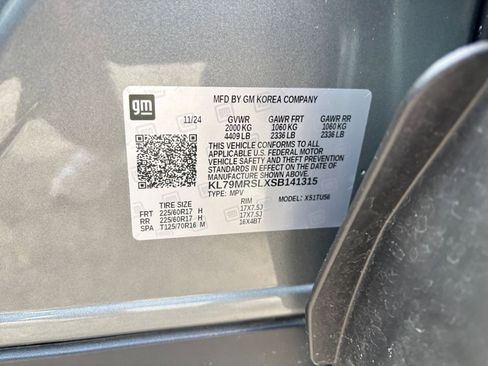 gm
MFD BY GM KOREA COMPANY
11/24 GVWR GAWR FRT GAWR RR
2000 KG 1060 KG 1060 KG
4409 LB 2336 LB 2336 LB
THIS VEHICLE CONFORMS TO ALL
APPLICABLE U.S. FEDERAL MOTOR
VEHICLE SAFETY AND THEFT PREVENTION
STANDARDS IN EFFECT ON THE DATE
OF MANUFACTURE SHOWN ABOVE.
KL79MRSLXSB141315
TYPE: MPV MODEL: X51TU56
TIRE SIZE RIM
FRT 225/60R17 H 17X7.5J
RR 225/60R17 H 17X7.5J
SPA T125/70R16 M 16X4BT